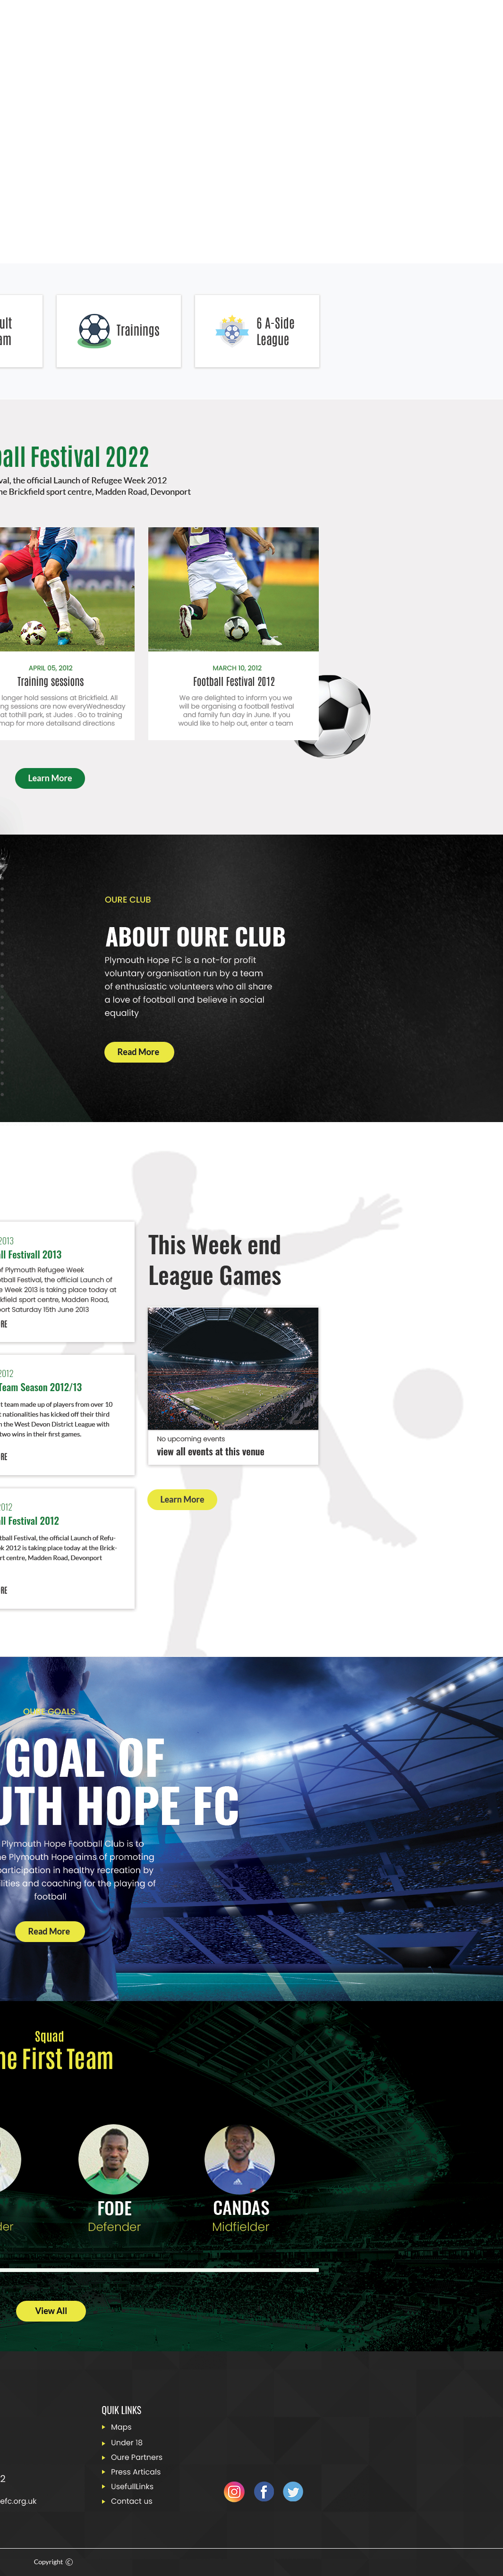 ult
am
Trainings
6 A-Side
League
all Festival 2022
val, the official Launch of Refugee Week 2012
he Brickfield sport centre, Madden Road, Devonport
APRIL 05, 2012
Training sessions
longer hold sessions at Brickfield. All
ng sessions are now everyWednesday
at tothill park, st Judes . Go to training
map for more detailsand directions
MARCH 10, 2012
Football Festival 2012
We are delighted to inform you we
will be organising a football festival
and family fun day in June. If you
would like to help out, enter a team
Learn More
OURE CLUB
ABOUT OURE CLUB
Plymouth Hope FC is a not-for profit
voluntary organisation run by a team
of enthusiastic volunteers who all share
a love of football and believe in social
equality
Read More
2013
ll Festivall 2013
of Plymouth Refugee Week
otball Festival, the official Launch of
e Week 2013 is taking place today at
kfield sport centre, Madden Road,
port Saturday 15th June 2013
RE
This Week end
League Games
No upcoming events
view all events at this venue
Learn More
2012
Team Season 2012/13
t team made up of players from over 10
t nationalities has kicked off their third
n the West Devon District League with
two wins in their first games.
RE
2012
ll Festival 2012
tball Festival, the official Launch of Refu-
k 2012 is taking place today at the Brick-
rt centre, Madden Road, Devonport
RE
OURE GOALS
GOAL OF
UTH HOPE FC
Plymouth Hope Football Club is to
he Plymouth Hope aims of promoting
participation in healthy recreation by
lities and coaching for the playing of
football
Read More
Squad
he First Team
der
FODE
Defender
CANDAS
Midfielder
View All
QUIK LINKS
Maps
Under 18
Oure Partners
Press Articals
UsefullLinks
Contact us
2
efc.org.uk
Copyright ©